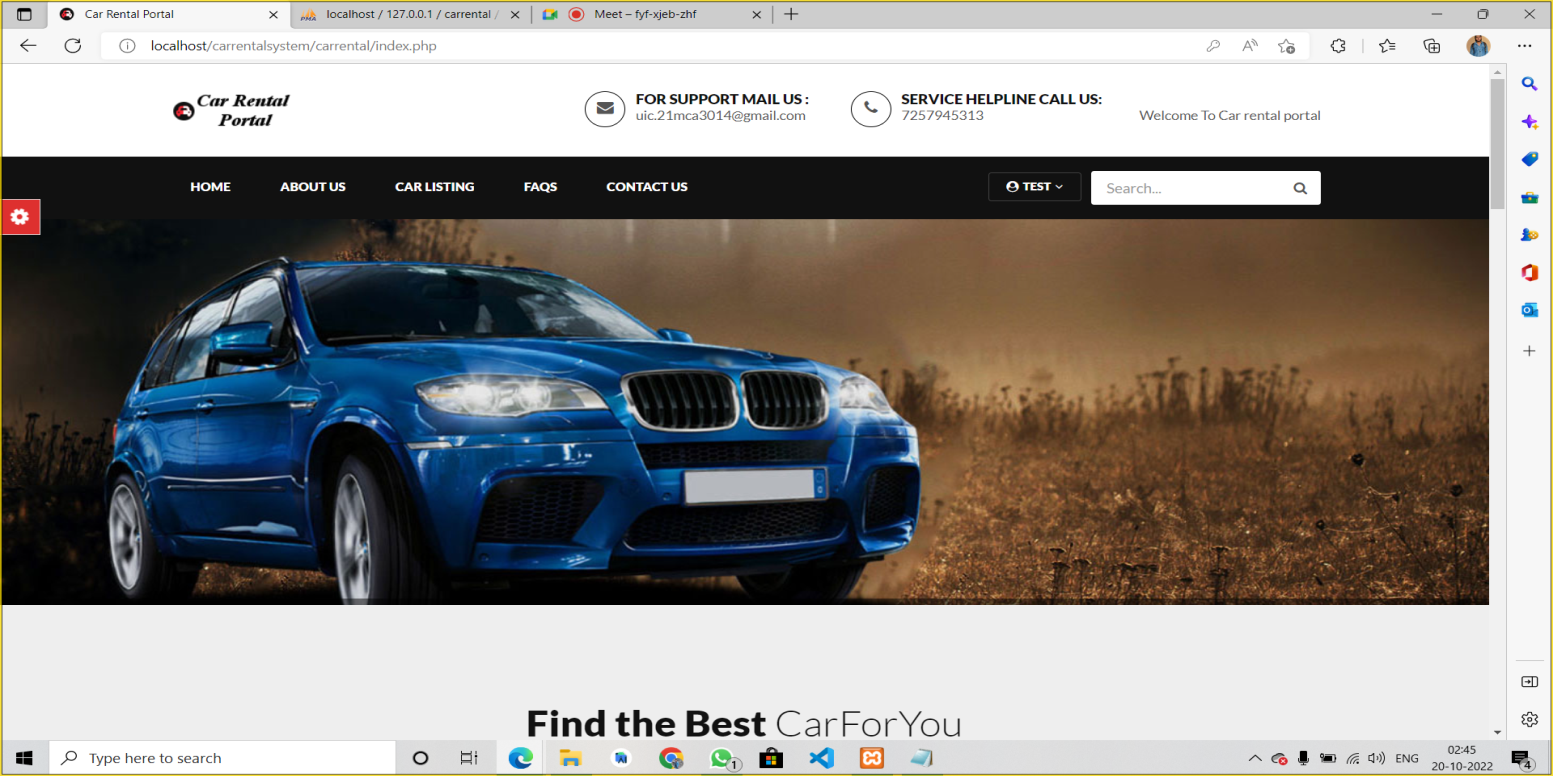 Car Rental Portal
localhost / 127.0.0.1 / carrental /
Meet – fyf-xjeb-zhf
localhost/carrentalsystem/carrental/index.php
Car Rental
Portal
FOR SUPPORT MAIL US :
uic.21mca3014@gmail.com
SERVICE HELPLINE CALL US:
7257945313
Welcome To Car rental portal
HOME
ABOUT US
CAR LISTING
FAQS
CONTACT US
TEST
Search...
Find the Best CarForYou
Type here to search
1
ENG
02:45
20-10-2022
4